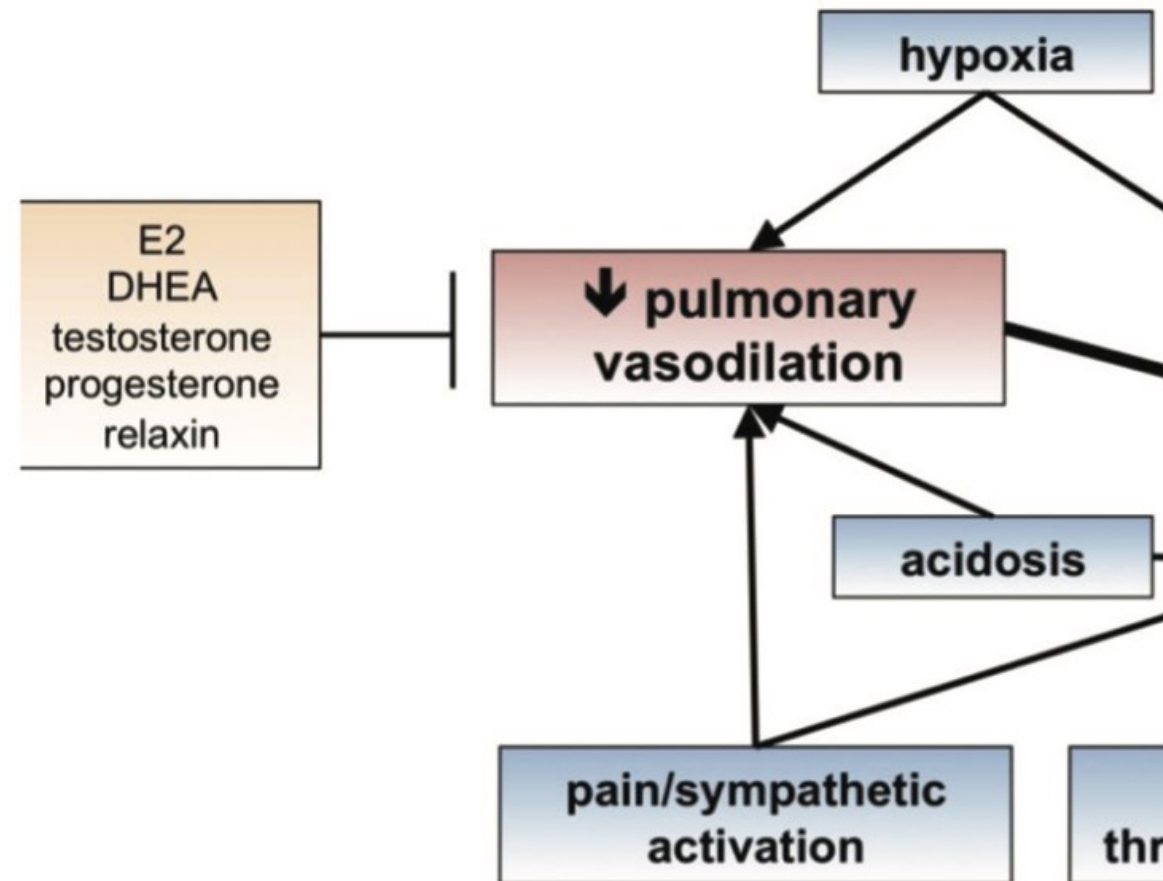 hypoxia
E2
DHEA
testosterone
progesterone
relaxin
🡳 pulmonary
vasodilation
acidosis
pain/sympathetic
activation